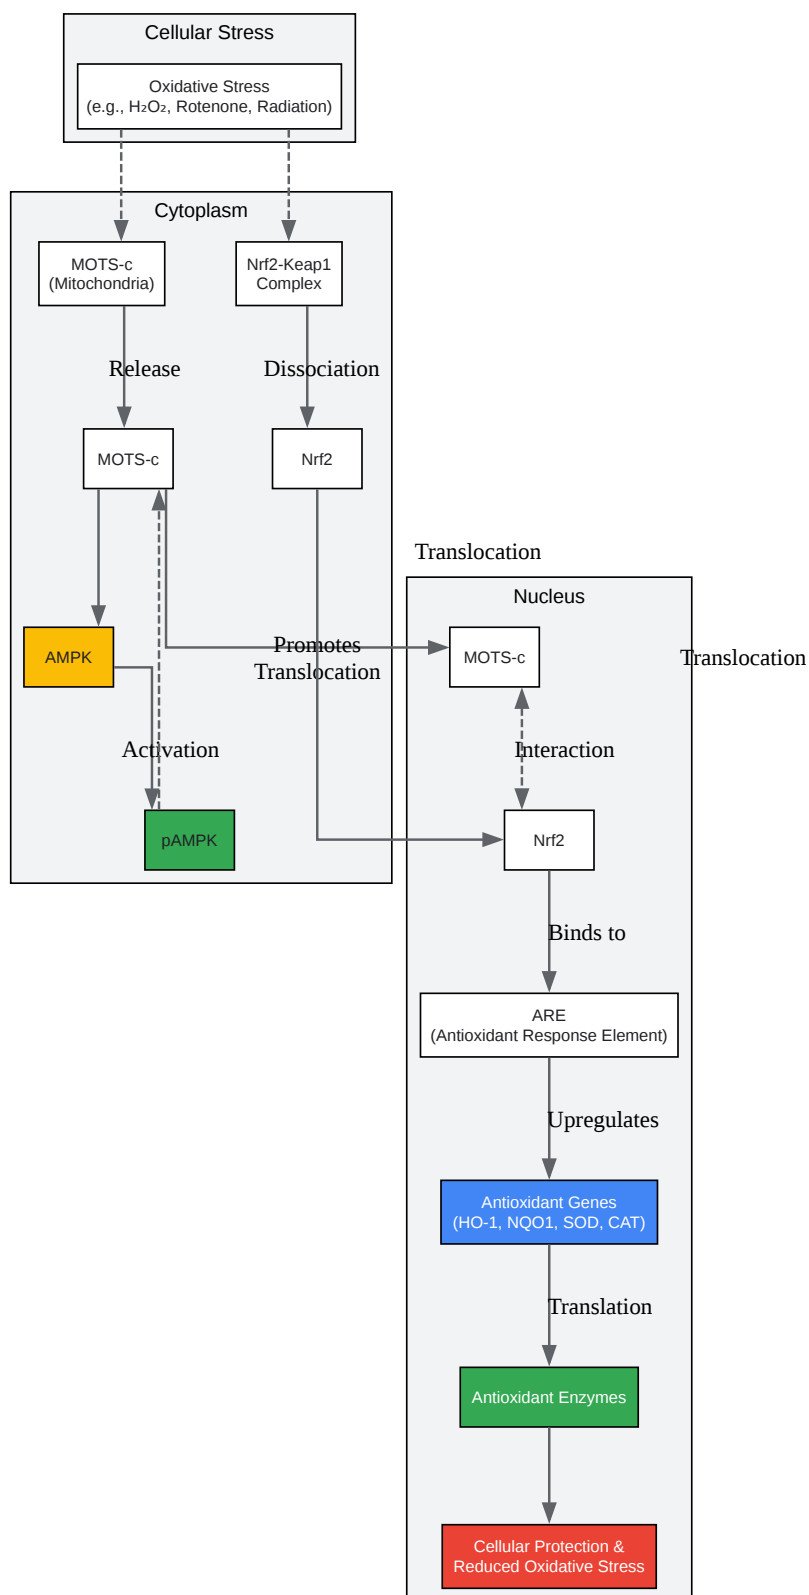 Cellular Stress
Oxidative Stress
(e.g., H₂O₂, Rotenone, Radiation)
Cytoplasm
MOTS-c
(Mitochondria)
Nrf2-Keap1
Complex
Release
Dissociation
MOTS-c
Nrf2
Translocation
Nucleus
AMPK
Promotes
Translocation
MOTS-c
Translocation
Activation
Interaction
pAMPK
Nrf2
Binds to
ARE
(Antioxidant Response Element)
Upregulates
Antioxidant Genes
(HO-1, NQO1, SOD, CAT)
Translation
Antioxidant Enzymes
Cellular Protection &
Reduced Oxidative Stress